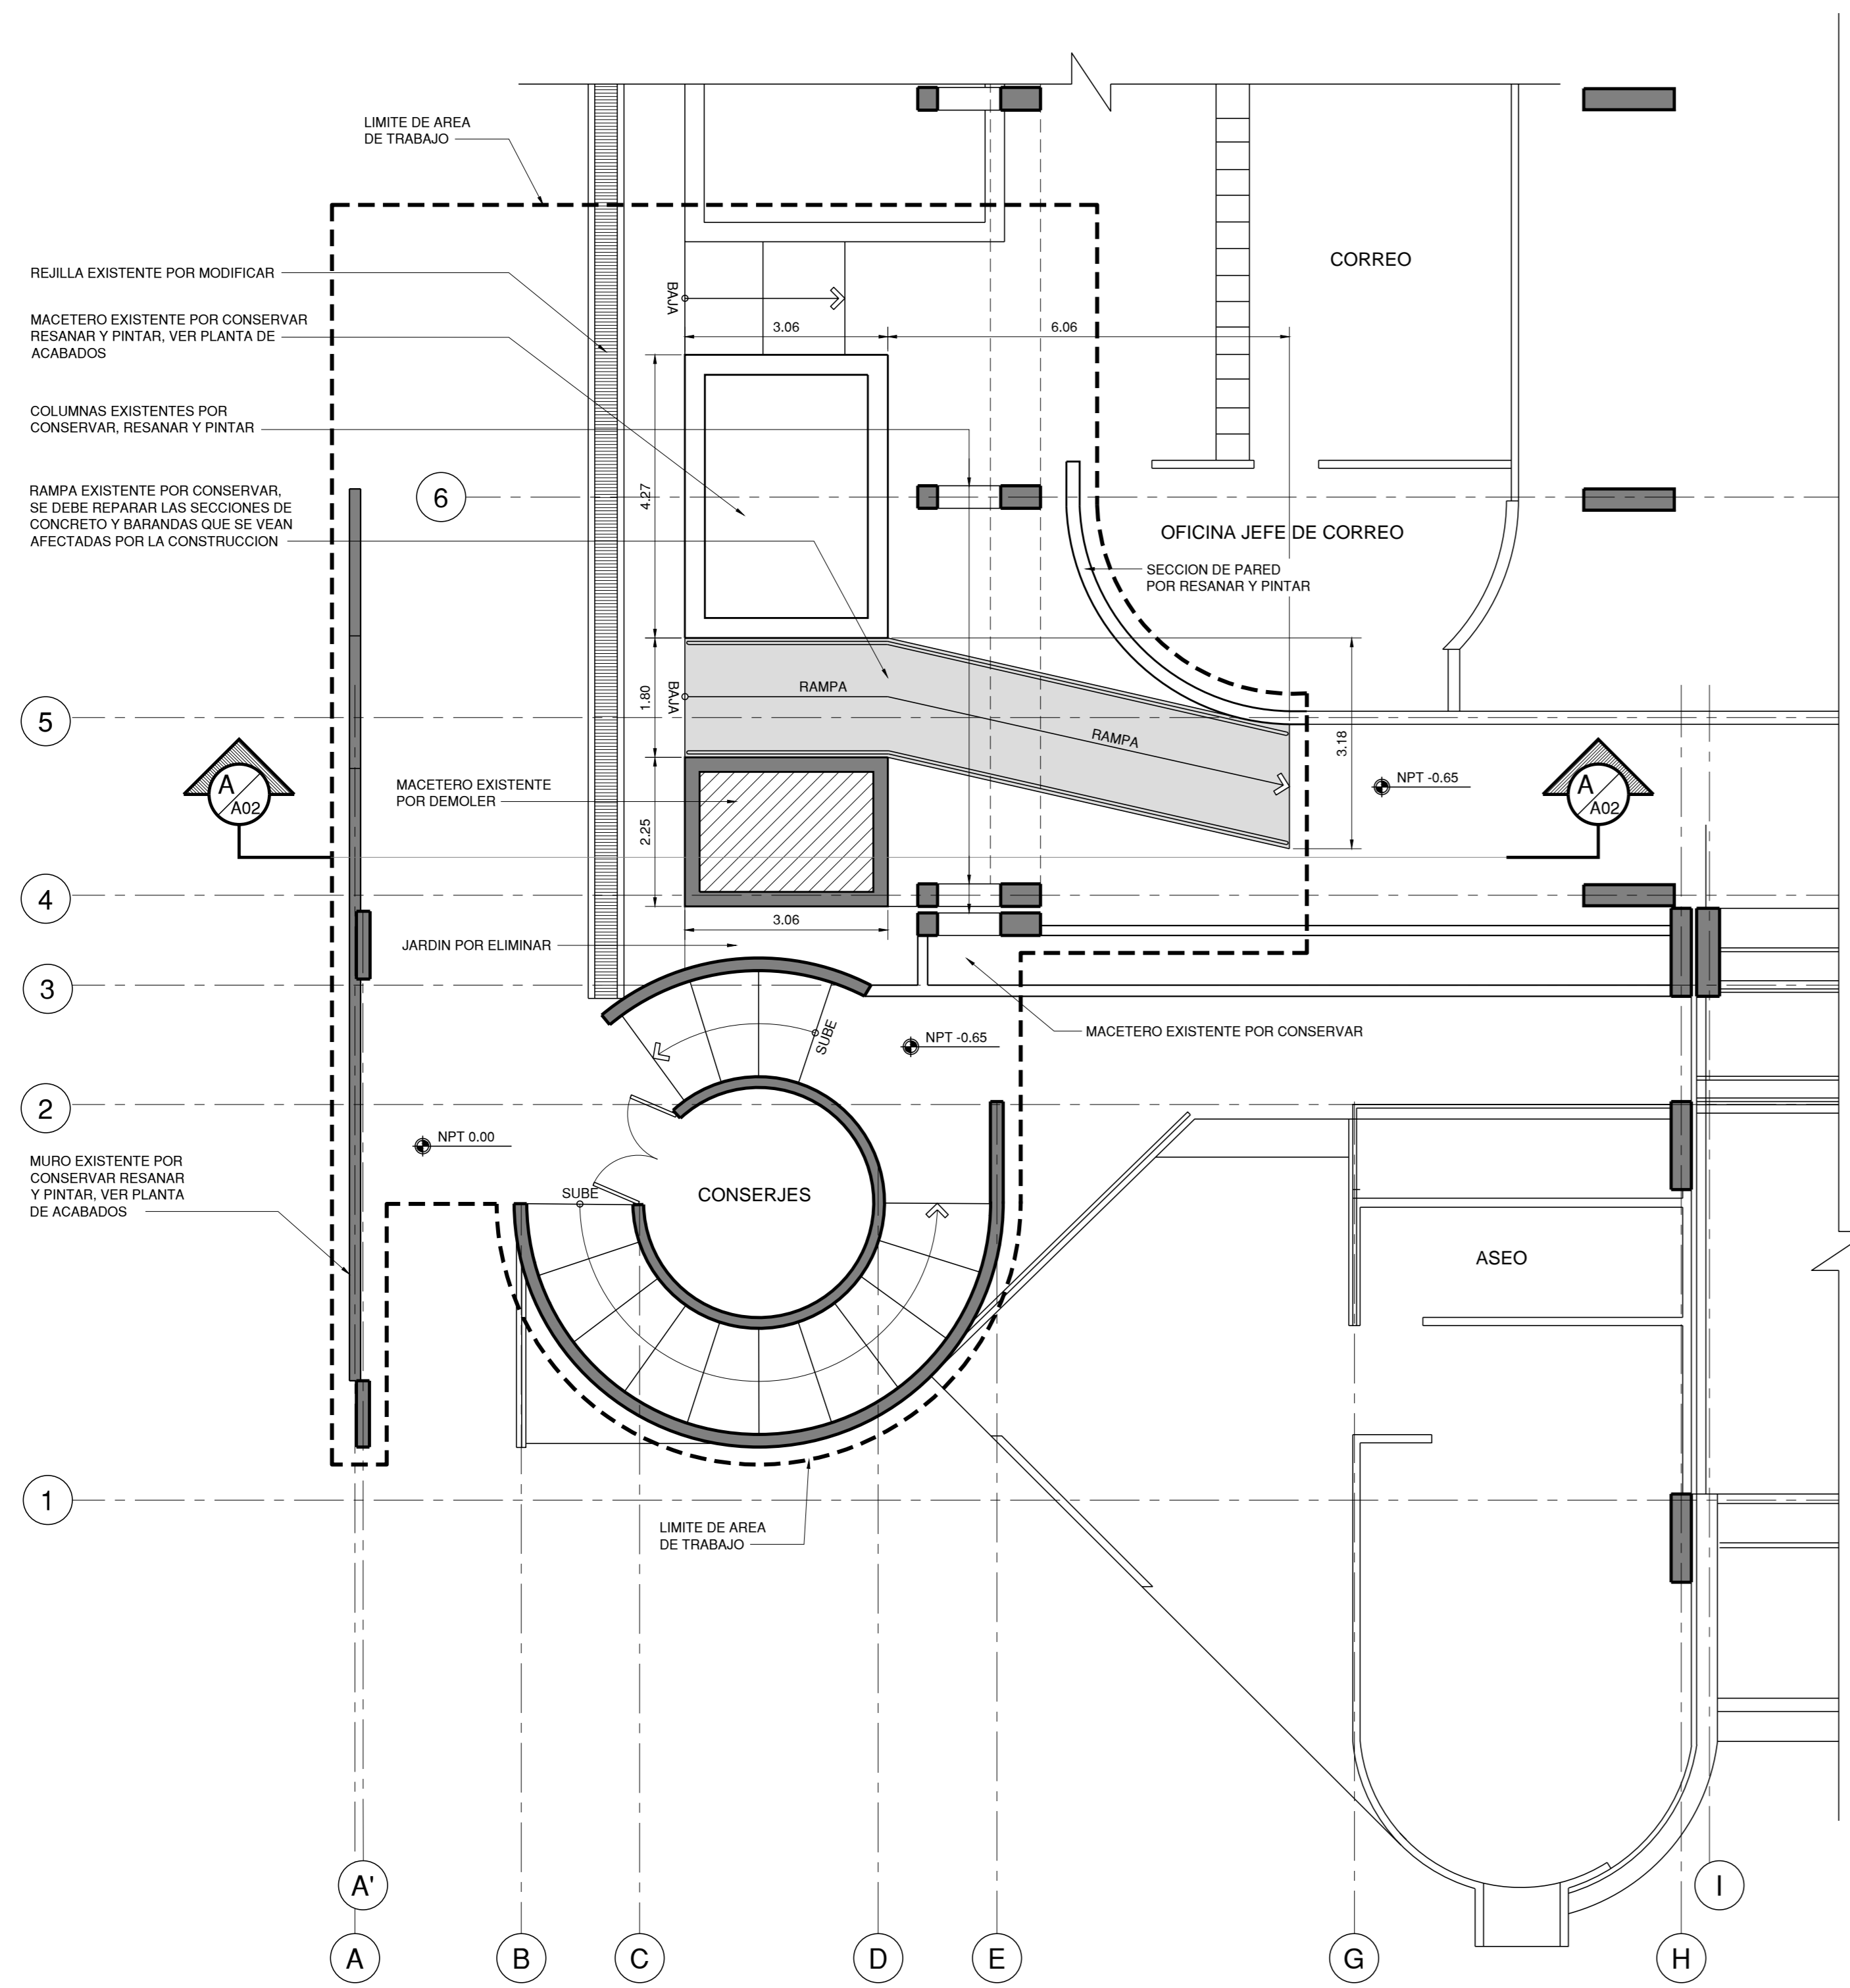 LIMITE DE AREA
DE TRABAJO
REJILLA EXISTENTE POR MODIFICAR
MACETERO EXISTENTE POR CONSERVAR
RESANAR Y PINTAR, VER PLANTA DE
ACABADOS
COLUMNAS EXISTENTES POR
CONSERVAR, RESANAR Y PINTAR
RAMPA EXISTENTE POR CONSERVAR,
SE DEBE REPARAR LAS SECCIONES DE
CONCRETO Y BARANDAS QUE SE VEAN
AFECTADAS POR LA CONSTRUCCION
CORREO
BAJA
3.06
6.06
4.27
6
OFICINA JEFE DE CORREO
SECCION DE PARED
POR RESANAR Y PINTAR
1.80
BAJA
RAMPA
RAMPA
3.18
5
A
A02
MACETERO EXISTENTE
POR DEMOLER
NPT -0.65
A
A02
2.25
4
3.06
JARDIN POR ELIMINAR
3
SUBE
NPT -0.65
MACETERO EXISTENTE POR CONSERVAR
2
NPT 0.00
MURO EXISTENTE POR
CONSERVAR RESANAR
Y PINTAR, VER PLANTA
DE ACABADOS
SUBE
CONSERJES
ASEO
1
LIMITE DE AREA
DE TRABAJO
A'
I
A
B
C
D
E
G
H